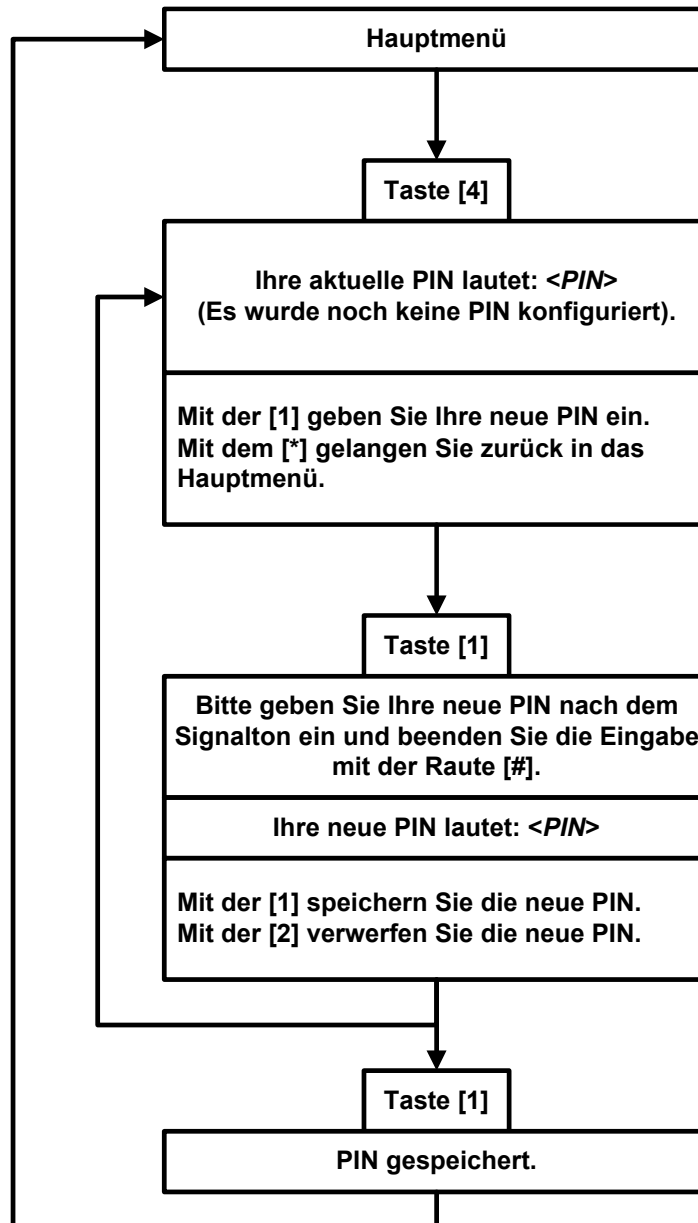 Hauptmenü
Taste [4]
Ihre aktuelle PIN lautet: <PIN>
(Es wurde noch keine PIN konfiguriert).
Mit der [1] geben Sie Ihre neue PIN ein.
Mit dem [*] gelangen Sie zurück in das
Hauptmenü.
Taste [1]
Bitte geben Sie Ihre neue PIN nach dem
Signalton ein und beenden Sie die Eingabe
mit der Raute [#].
Ihre neue PIN lautet: <PIN>
Mit der [1] speichern Sie die neue PIN.
Mit der [2] verwerfen Sie die neue PIN.
Taste [1]
PIN gespeichert.